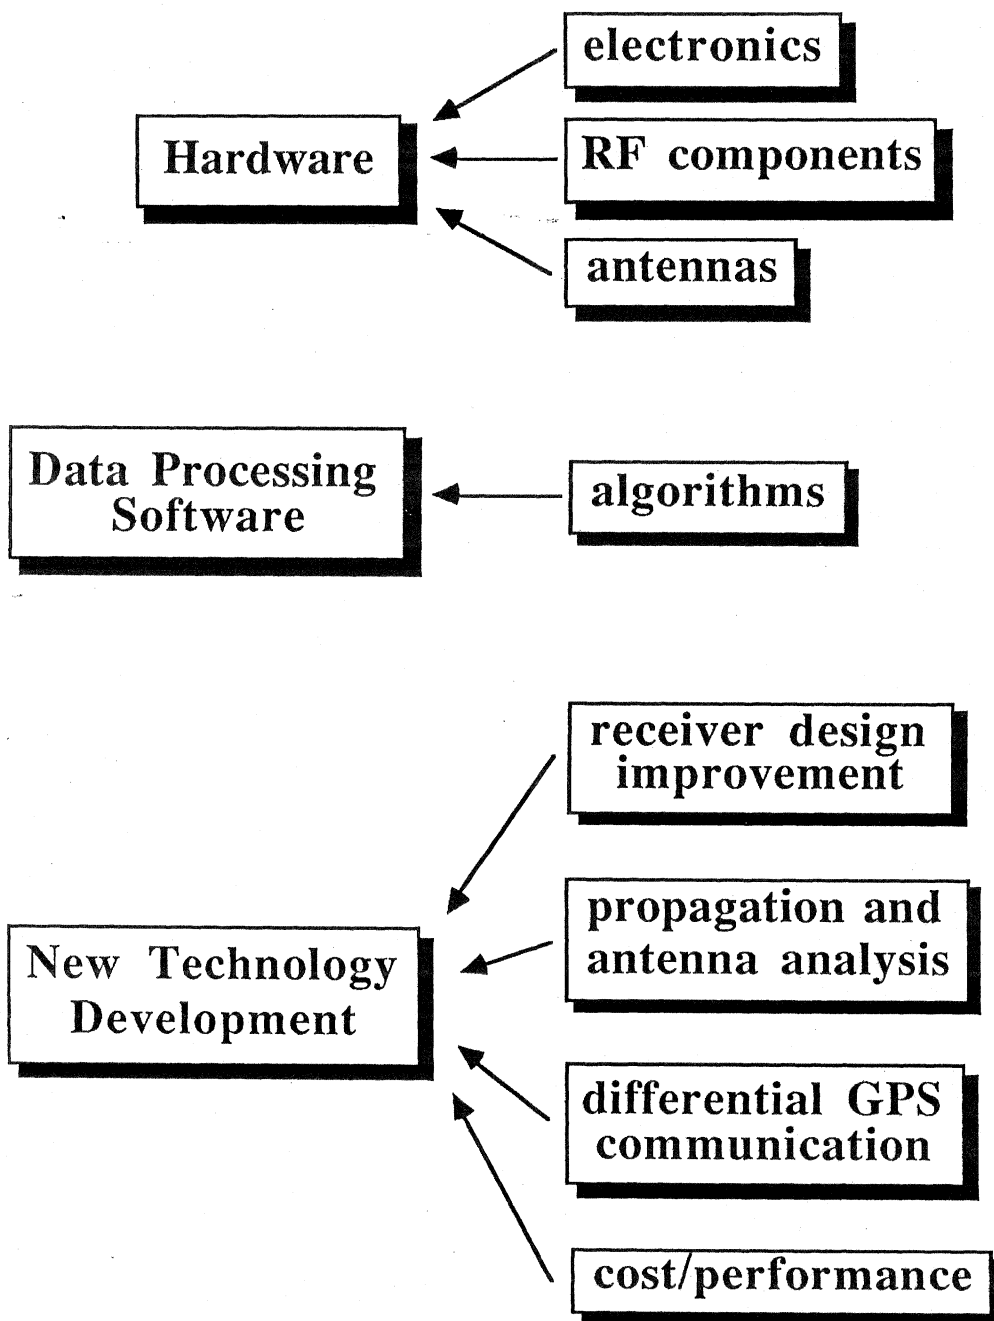 electronics
Hardware
RF components
antennas
Data Processing
Software
algorithms
receiver design
improvement
New Technology
Development
propagation and
antenna analysis
differential GPS
communication
cost/performance